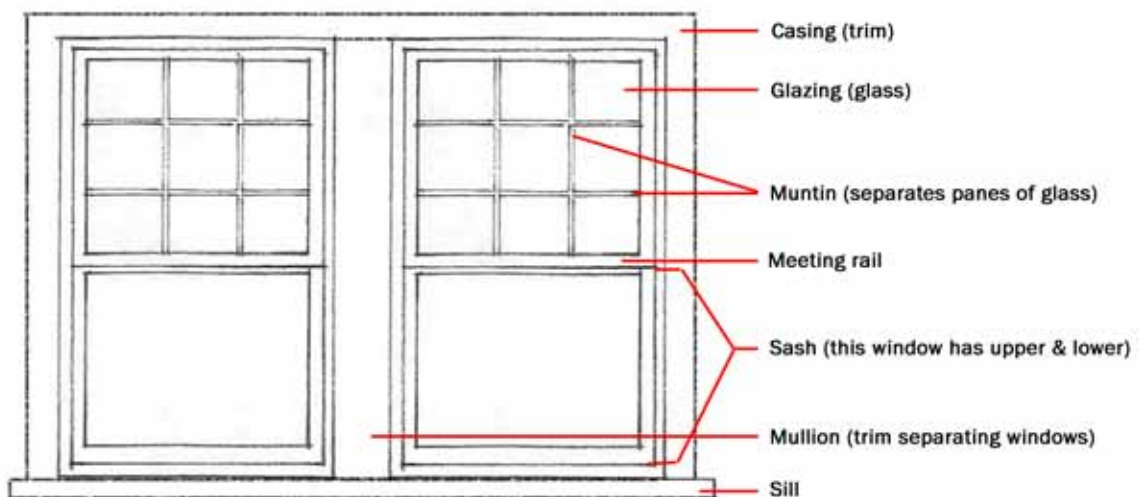 Casing (trim)
Glazing (glass)
Muntin (separates panes of glass)
Meeting rail
Sash (this window has upper & lower)
Mullion (trim separating windows)
Sill